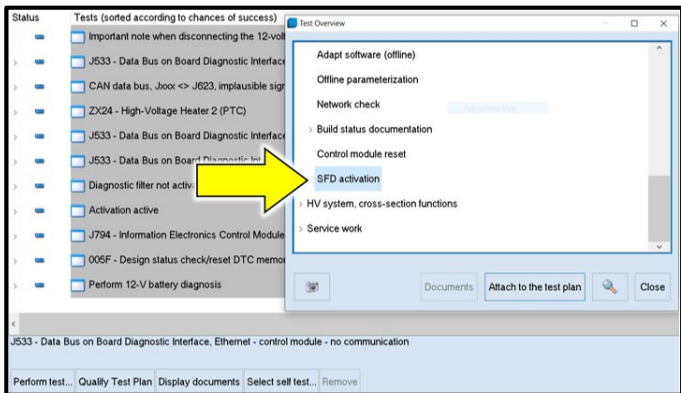 Status
Tests (sorted according to chances of success)
Important note when disconnecting the 12-volt
J533 - Data Bus on Board Diagnostic Interface
CAN data bus, Jxxx <> J623, implausible sig
ZX24 - High-Voltage Heater 2 (PTC)
J533 - Data Bus on Board Diagnostic Interface
J533 - Data Bus on Board Diagnostic Int
Diagnostic filter not activ
Activation active
J794 - Information Electronics Control Module
005F - Design status check/reset DTC memo
Perform 12-V battery diagnosis
Test Overview
Adapt software (offline)
Offline parameterization
Network check
Build status documentation
Control module reset
SFD activation
HV system, cross-section functions
Service work
Documents
Attach to the test plan
Close
J533 - Data Bus on Board Diagnostic Interface, Ethernet - control module - no communication
Perform test... Qualify Test Plan Display documents Select self test... Remove